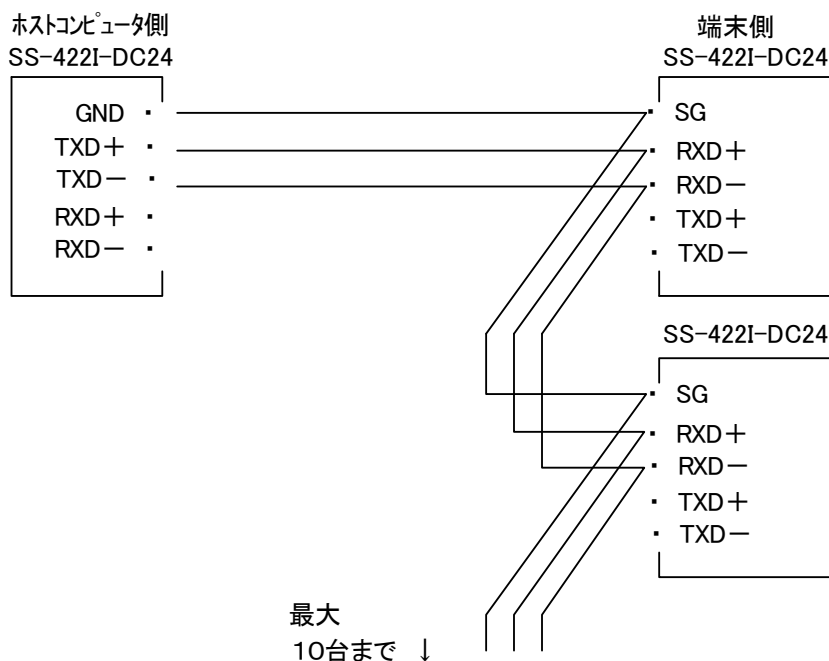 ホストコンピュータ側
SS-422I-DC24
GND
TXD＋
TXD－
RXD＋
RXD－
端末側
SS-422I-DC24
SG
RXD＋
RXD－
TXD＋
TXD－
SS-422I-DC24
SG
RXD＋
RXD－
TXD＋
TXD－
最大
10台まで ↓